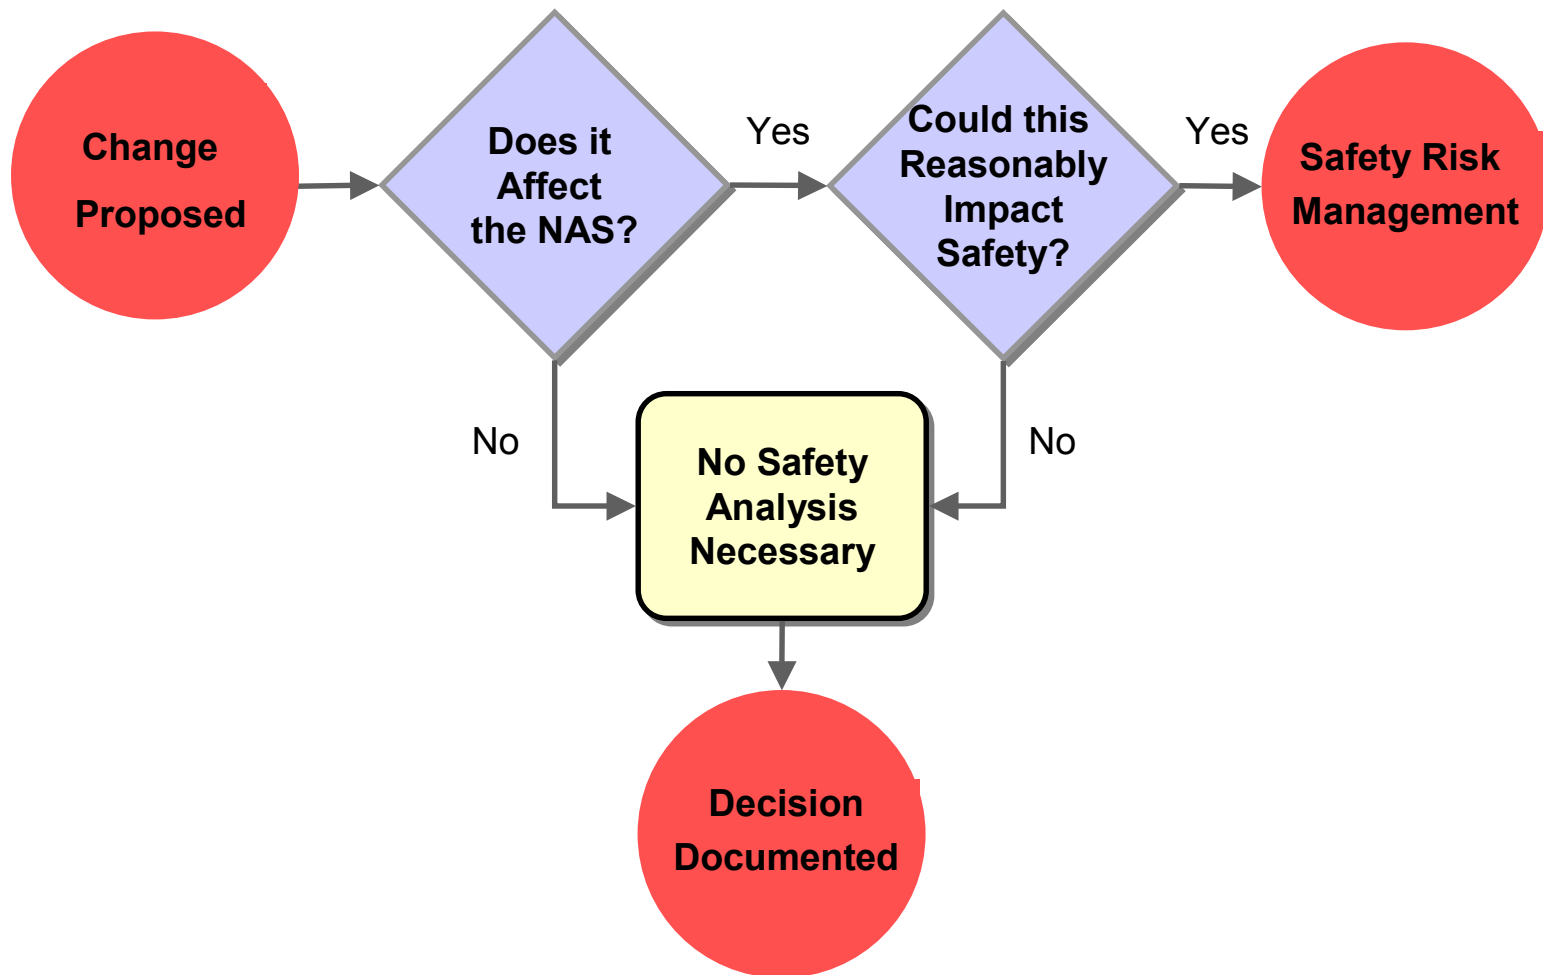 Change
Proposed
Does it
Affect
the NAS?
Yes
Could this
Reasonably
Impact
Safety?
Yes
Safety Risk
Management
No
No Safety
Analysis
Necessary
No
Decision
Documented